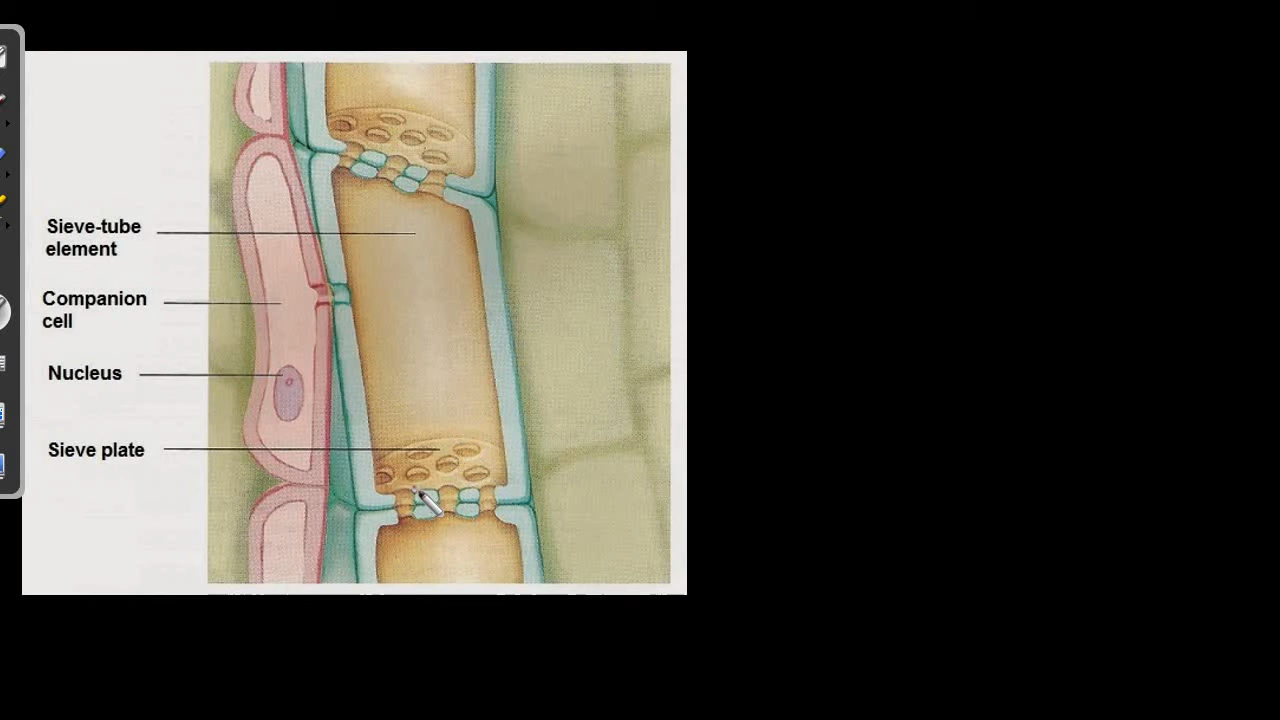 Sieve-tube
element
Companion
cell
Nucleus
Sieve plate